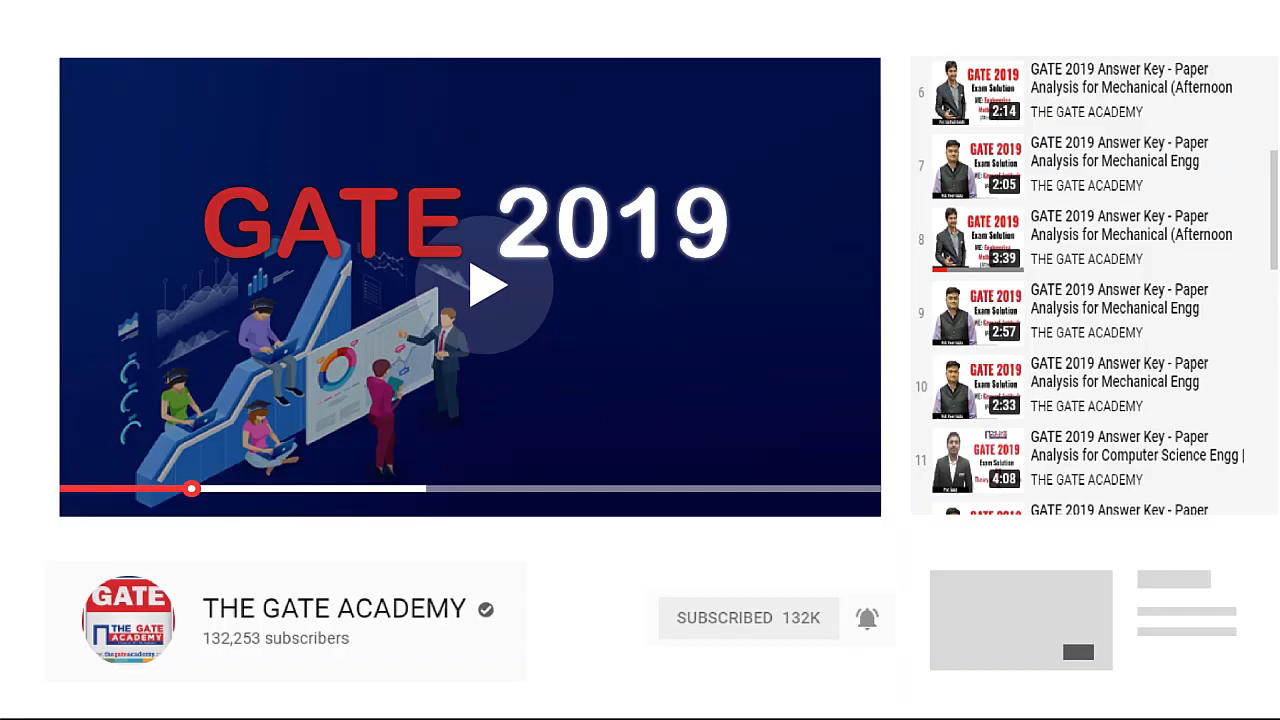 GATE 2019
6
GATE 2019
Exam Solution
2:14
GATE 2019 Answer Key - Paper
Analysis for Mechanical (Afternoon
THE GATE ACADEMY
7
GATE 2019
Exam Solution
2:05
GATE 2019 Answer Key - Paper
Analysis for Mechanical Engg
THE GATE ACADEMY
8
GATE 2019
Exam Solution
3:39
GATE 2019 Answer Key - Paper
Analysis for Mechanical (Afternoon
THE GATE ACADEMY
9
GATE 2019
Exam Solution
2:57
GATE 2019 Answer Key - Paper
Analysis for Mechanical Engg
THE GATE ACADEMY
10
GATE 2019
Exam Solution
2:33
GATE 2019 Answer Key - Paper
Analysis for Mechanical Engg
THE GATE ACADEMY
11
GATE 2019
Exam Solution
4:08
GATE 2019 Answer Key - Paper
Analysis for Computer Science Engg |
THE GATE ACADEMY
GATE 2019 Answer Key - Paper
GATE
THE GATE
ACADEMY
THE GATE ACADEMY
132,253 subscribers
SUBSCRIBED 132K